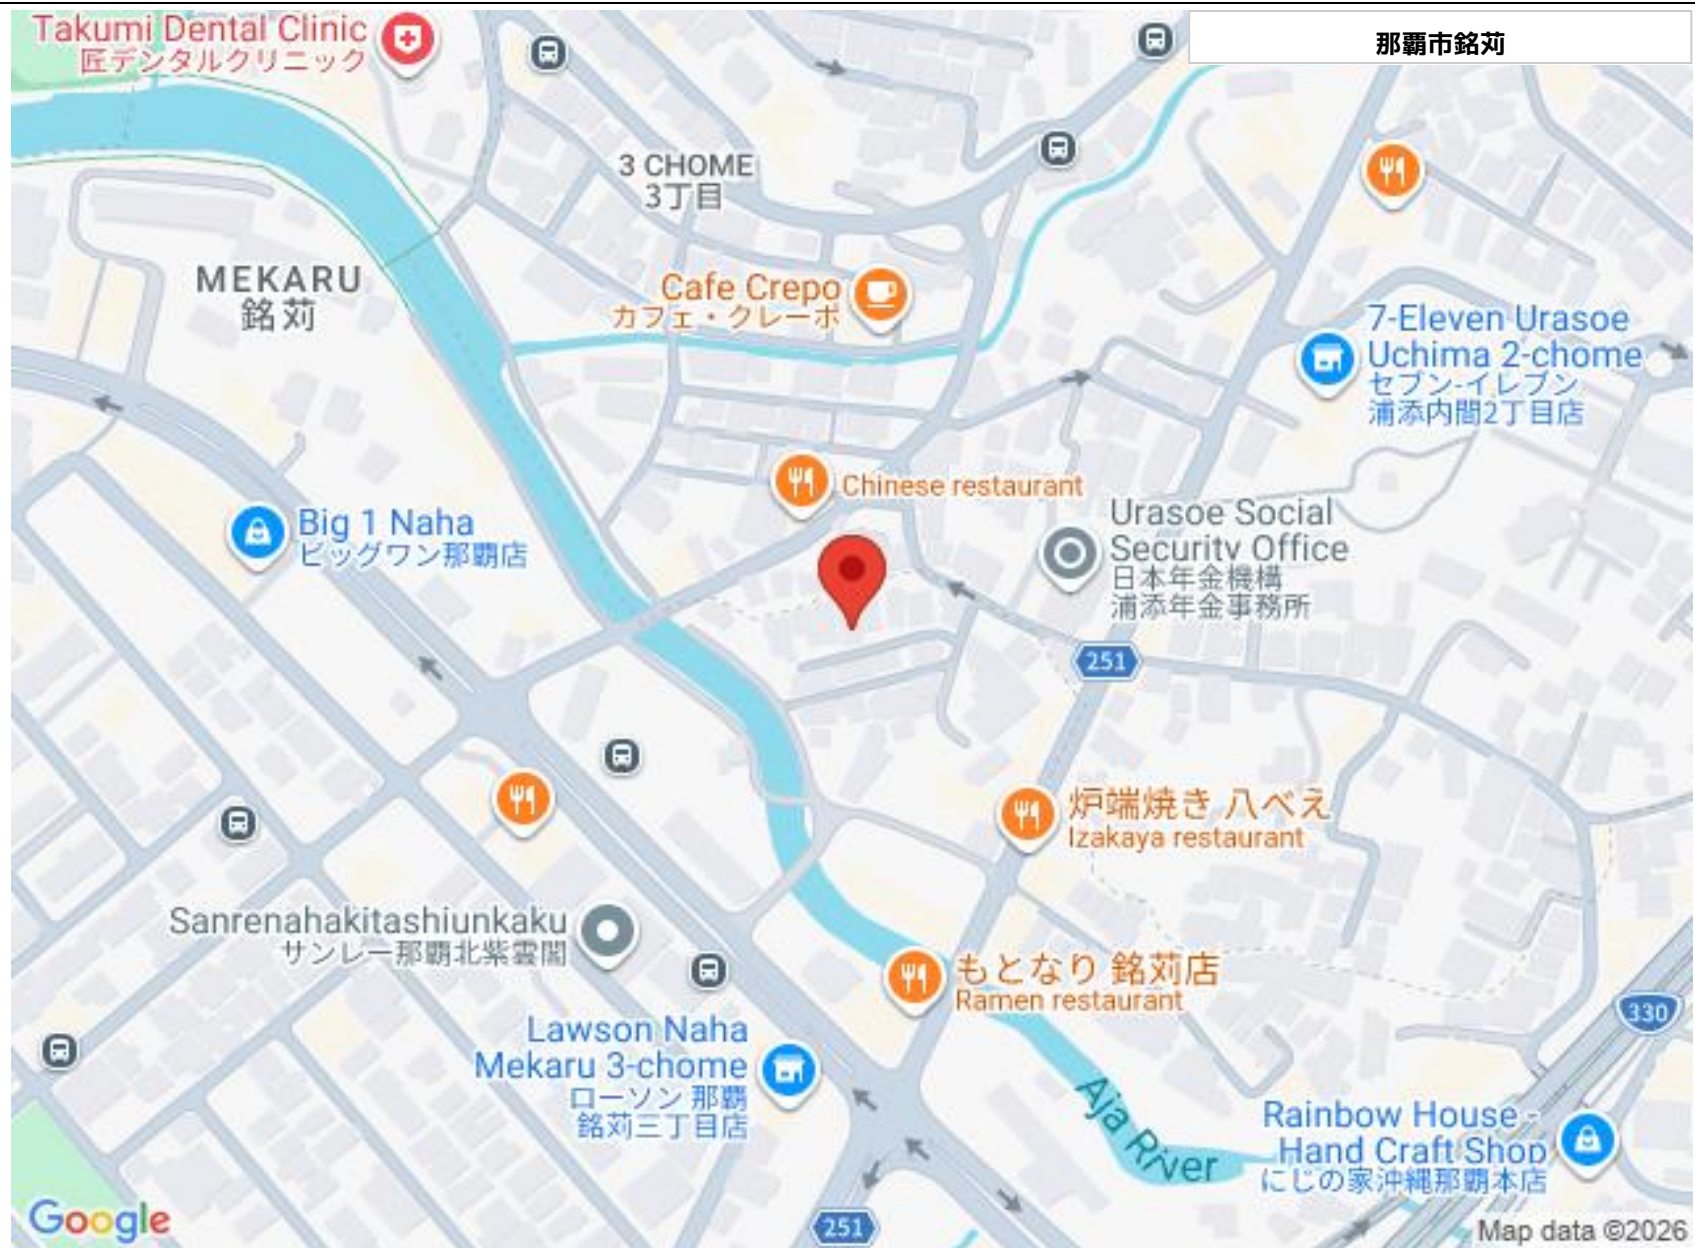 Takumi Dental Clinic
匠デンタルクリニック
那覇市銘苅
3 CHOME
3丁目
MEKARU
銘苅
Cafe Crepo
カフェ・クレーポ
7-Eleven Urasoe
Uchima 2-chome
セブン-イレブン
浦添内間2丁目店
Chinese restaurant
Big 1 Naha
ビッグワン那覇店
Urasoe Social
Security Office
日本年金機構
浦添年金事務所
251
炉端焼き 八べえ
Izakaya restaurant
Sanrenahakitashiunkaku
サンレー那覇北紫雲閣
もとなり 銘苅店
Ramen restaurant
330
Lawson Naha
Mekaru 3-chome
ローソン 那覇
銘苅三丁目店
Aja River
Rainbow House -
Hand Craft Shop
にじの家沖縄那覇本店
Google
251
Map data ©2026